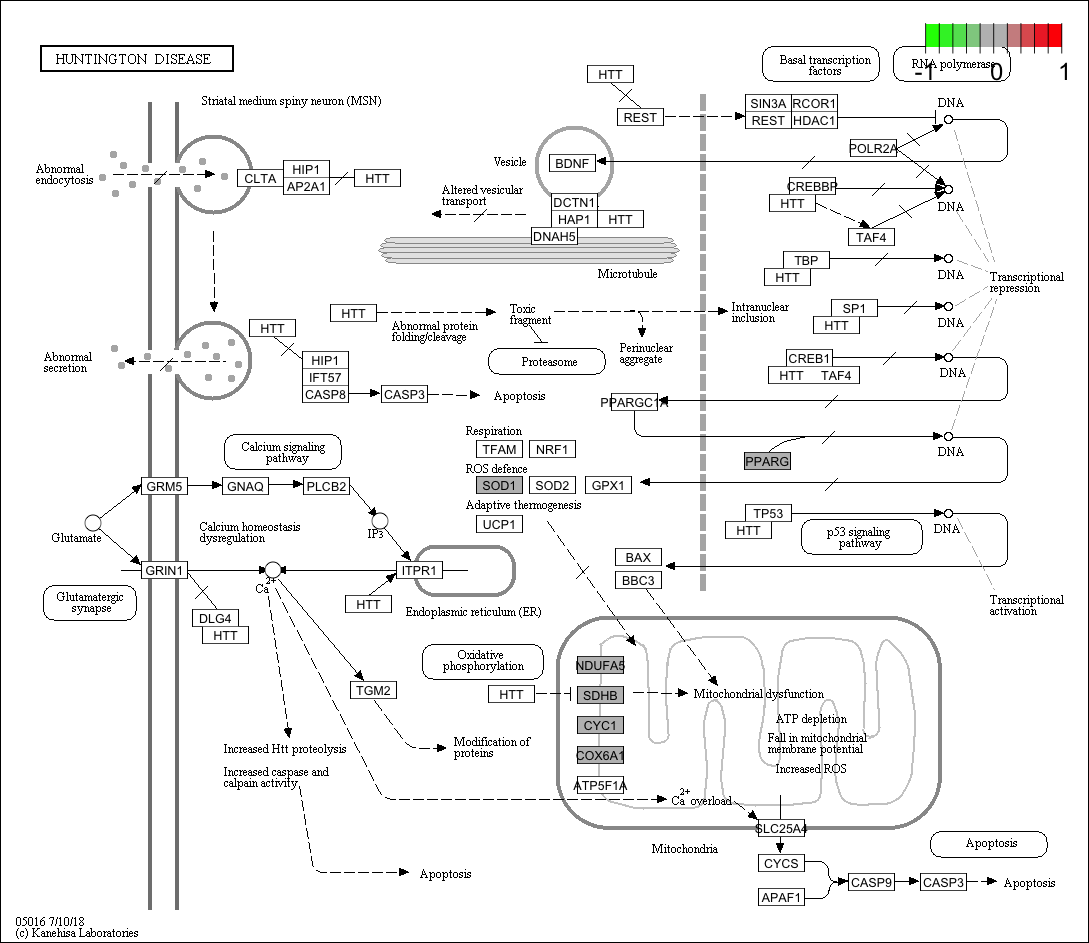 HUNTINGTON DISEASE
-1 0 1
Basal transcription
factors
RNA polymerase
Striatal medium spiny neuron (MSN)
HTT
REST
SIN3A RCOR1
REST HDAC1
DNA
POLR2A
Vesicle
BDNF
Abnormal
endocytosis
CLTA
HIP1
AP2A1
HTT
Altered vesicular
transport
DCTN1
HAP1 HTT
DNAH5
Microtubule
CREBBP
HTT
DNA
TAF4
TBP
HTT
DNA
Transcriptional
repression
HTT
Abnormal protein
folding/cleavage
Toxic
fragment
Intranuclear
inclusion
SP1
HTT
DNA
Proteasome
Perinuclear
aggregate
Abnormal
secretion
HTT
HIP1
IFT57
CASP8
CASP3
Apoptosis
CREB1
HTT TAF4
DNA
PPARGC1A
PPARG
DNA
Respiration
TFAM NRF1
ROS defence
SOD1 SOD2 GPX1
Adaptive thermogenesis
UCP1
Calcium signaling
pathway
GRM5 GNAQ PLCB2
Glutamate
Calcium homeostasis
dysregulation
IP3
TP53
HTT
DNA
p53 signaling
pathway
BAX
BBC3
GRIN1
Ca2+
ITPR1
HTT
Endoplasmic reticulum (ER)
Glutamatergic
synapse
DLG4
HTT
Transcriptional
activation
Oxidative
phosphorylation
TGM2
HTT
NDUFA5
SDHB
CYC1
COX6A1
ATP5F1A
Mitochondrial dysfunction
ATP depletion
Fall in mitochondrial
membrane potential
Increased ROS
Modification of
proteins
Increased Htt proteolysis
Increased caspase and
calpain activity
Ca2+ overload
SLC25A4
Mitochondria
Apoptosis
CYCS
APAF1
CASP9 CASP3 Apoptosis
Apoptosis
05016 7/10/18
(c) Kanehisa Laboratories